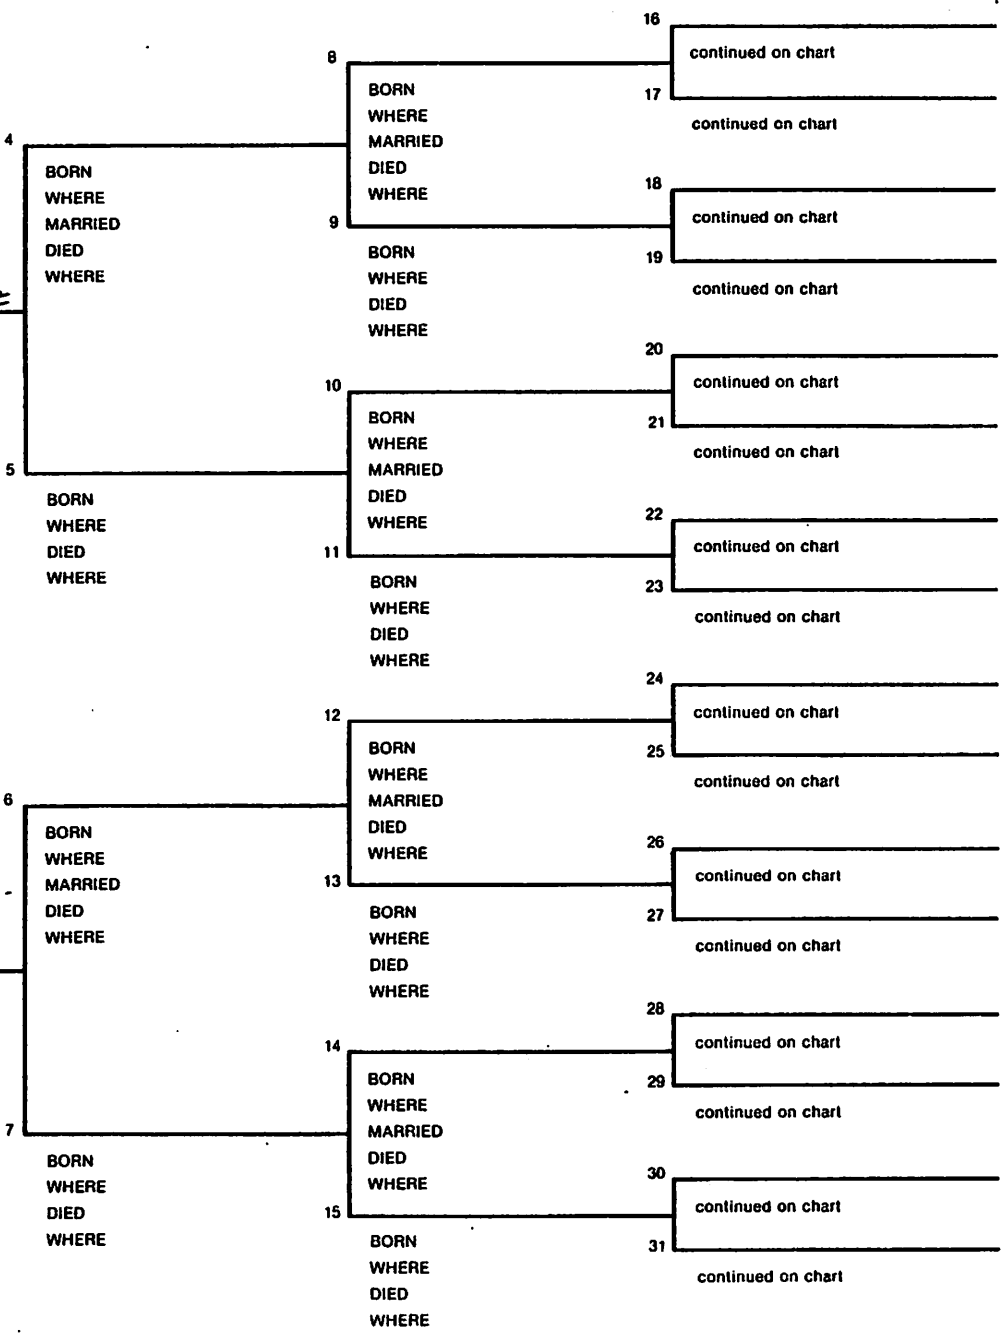 16
continued on chart
8
BORN
17
WHERE
continued on chart
4
MARRIED
BORN
DIED
WHERE
18
WHERE
MARRIED
9
continued on chart
DIED
BORN
19
WHERE
WHERE
continued on chart
DIED
WHERE
20
10
continued on chart
BORN
21
WHERE
continued on chart
5
MARRIED
BORN
DIED
WHERE
22
WHERE
DIED
11
continued on chart
WHERE
BORN
23
WHERE
continued on chart
DIED
WHERE
24
12
continued on chart
BORN
25
WHERE
continued on chart
6
MARRIED
BORN
DIED
WHERE
26
WHERE
MARRIED
13
continued on chart
DIED
BORN
27
WHERE
WHERE
continued on chart
DIED
WHERE
28
14
continued on chart
BORN
29
WHERE
continued on chart
7
MARRIED
BORN
DIED
WHERE
30
WHERE
DIED
15
continued on chart
WHERE
BORN
31
WHERE
continued on chart
DIED
WHERE